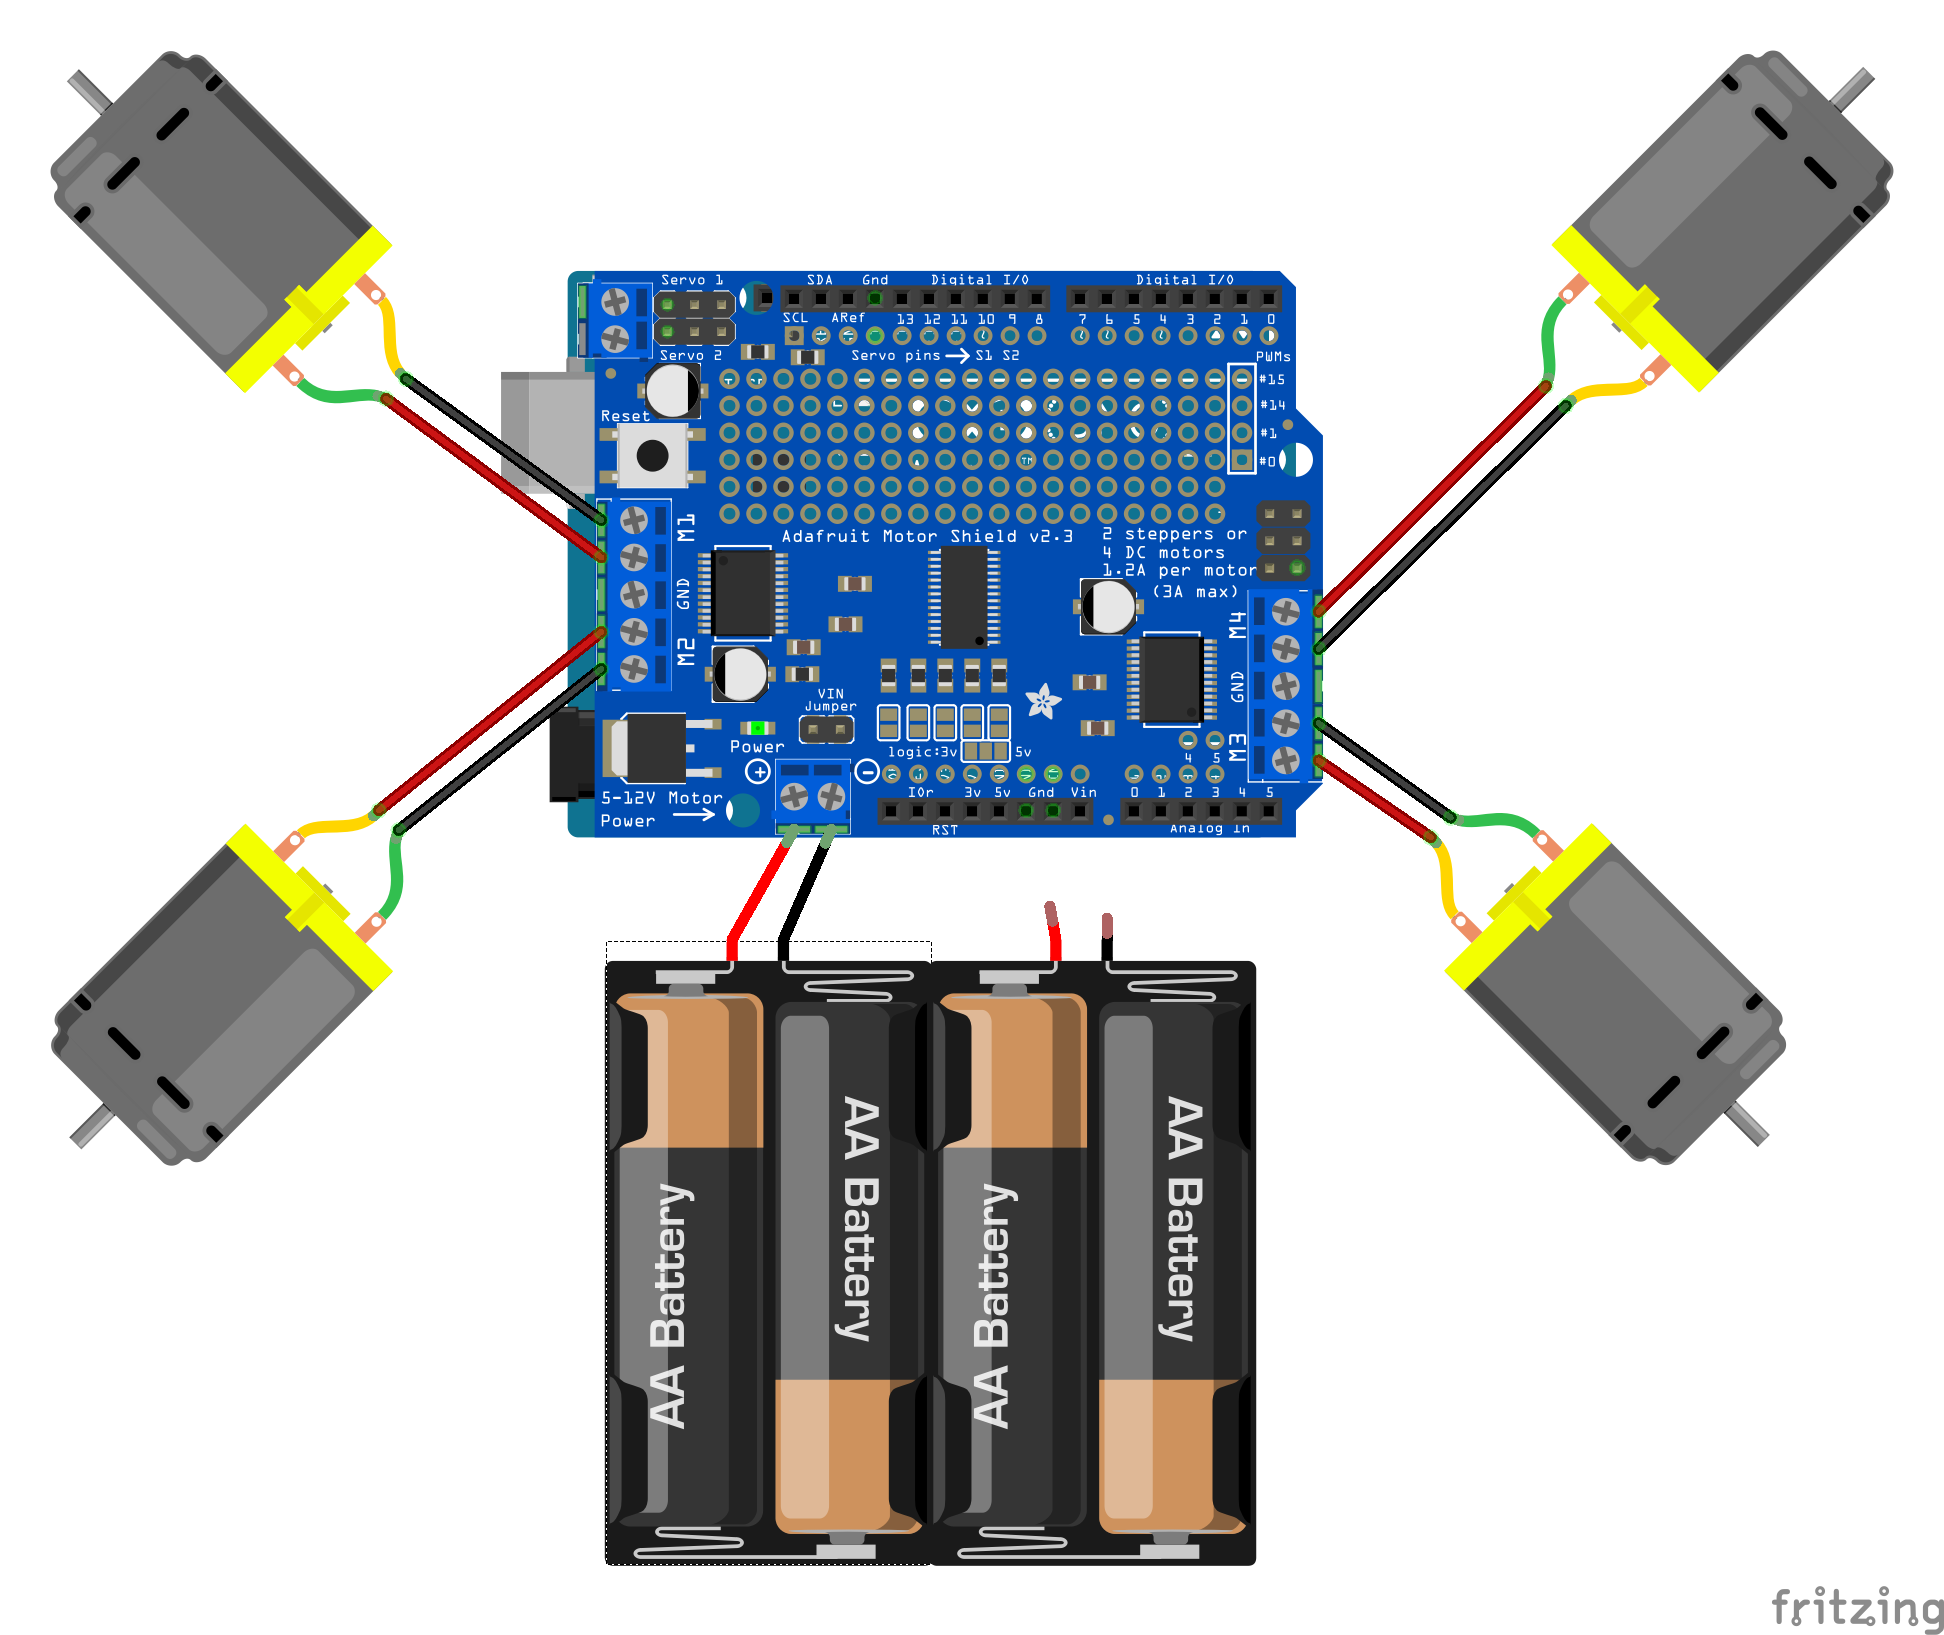 Servo 1
SDA Gnd Digital I/O Digital I/O
SCL ARef 13 12 11 10 9 8 7 6 5 4 3 2 1 0
Servo 2
Servo pins S1 S2
PWMs
#15
#14
#1
#0
Reset
M1
GND
M2
Adafruit Motor Shield v2.3
2 steppers or
4 DC motors
1.2A per motor
(3A max)
TM
M4
GND
M3
VIN
Jumper
Power
logic:3v 5v
4 5
+ -
5-12V Motor
Power
IOr 3v 5v Gnd Vin 0 1 2 3 4 5
RST Analog In
AA Battery
AA Battery
AA Battery
AA Battery
fritzing